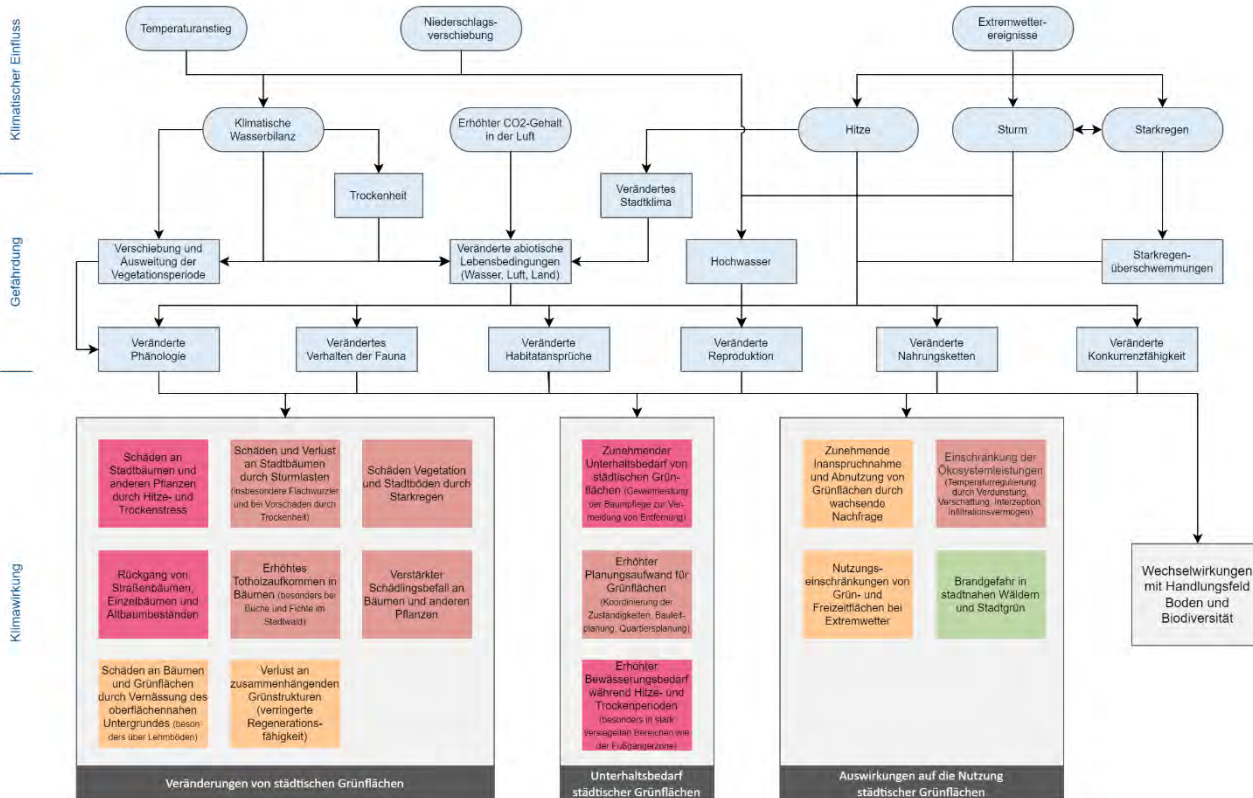 Klimatischer Einfluss
Temperaturanstieg
Niederschlags-
verschiebung
Extremwetter-
ereignisse
Klimatische
Wasserbilanz
Erhöhter CO2-Gehalt
in der Luft
Hitze
Sturm
Starkregen
Gefährdung
Trockenheit
Verändertes
Stadtklima
Verschiebung und
Ausweitung der
Vegetationsperiode
Veränderte abiotische
Lebensbedingungen
(Wasser, Luft, Land)
Hochwasser
Starkregen-
überschwemmungen
Veränderte
Phänologie
Verändertes
Verhalten der Fauna
Veränderte
Habitatansprüche
Veränderte
Reproduktion
Veränderte
Nahrungsketten
Veränderte
Konkurrenzfähigkeit
Klimawirkung
Schäden an
Stadtbäumen und
anderen Pflanzen
durch Hitze- und
Trockenstress
Schäden und Verlust
an Stadtbäumen
durch Sturmlasten
(insbesondere Flachwurzler
und bei Vorschäden durch
Trockenheit)
Schäden Vegetation
und Stadtböden durch
Starkregen
Rückgang von
Straßenbäumen,
Einzelbäumen und
Altbaumbeständen
Erhöhtes
Totholzaufkommen in
Bäumen (besonders bei
Buche und Fichte im
Stadtwald)
Verstärkter
Schädlingsbefall an
Bäumen und anderen
Pflanzen
Schäden an Bäumen
und Grünflächen
durch Vernässung des
oberflächennahen
Untergrundes (beson
ders über Lehmböden)
Verlust an
zusammenhängenden
Grünstrukturen
(verringerte
Regenerations-
fähigkeit)
Veränderungen von städtischen Grünflächen
Zunehmender
Unterhaltsbedarf von
städtischen Grün-
flächen (Gewährleistung
der Baumpflege zur Ver-
meidung von Entfernung)
Erhöhter
Planungsaufwand für
Grünflächen
(Koordinierung der
Zuständigkeiten, Bauleit-
planung, Quartiersplanung)
Erhöhter
Bewässerungsbedarf
während Hitze- und
Trockenperioden
(besonders in stark
versiegelten Bereichen wie
der Fußgängerzone)
Unterhaltsbedarf
städtischer Grünflächen
Zunehmende
Inanspruchnahme
und Abnutzung von
Grünflächen durch
wachsende
Nachfrage
Einschränkung der
Ökosystemleistungen
(Temperaturregulierung
durch Verdunstung,
Verschattung, Interzeption,
Infiltrationsvermögen)
Nutzungs-
einschränkungen von
Grün- und
Freizeitflächen bei
Extremwetter
Brandgefahr in
stadtnahen Wäldern
und Stadtgrün
Auswirkungen auf die Nutzung
städtischer Grünflächen
Wechselwirkungen
mit Handlungsfeld
Boden und
Biodiversität